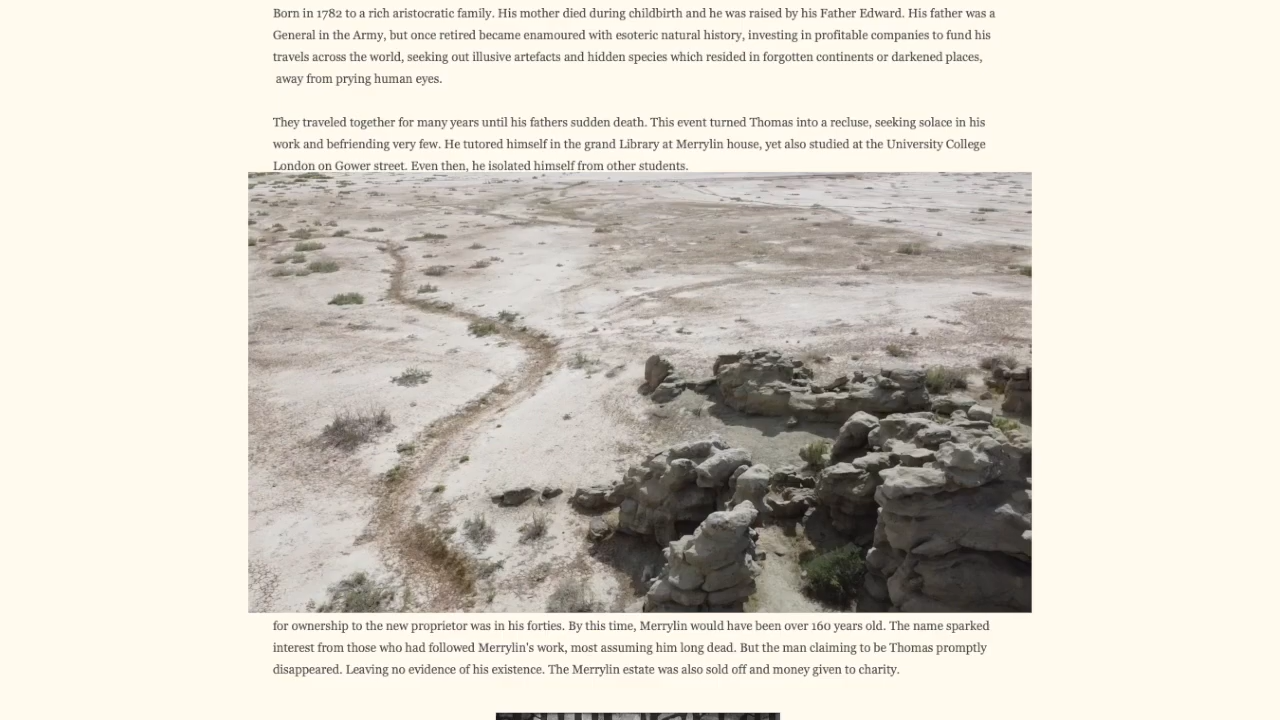 Born in 1782 to a rich aristocratic family. His mother died during childbirth and he was raised by his Father Edward. His father was a
General in the Army, but once retired became enamoured with esoteric natural history, investing in profitable companies to fund his
travels across the world, seeking out illusive artefacts and hidden species which resided in forgotten continents or darkened places,
away from prying human eyes.
They traveled together for many years until his fathers sudden death. This event turned Thomas into a recluse, seeking solace in his
work and befriending very few. He tutored himself in the grand Library at Merrylin house, yet also studied at the University College
London on Gower street. Even then, he isolated himself from other students.
for ownership to the new proprietor was in his forties. By this time, Merrylin would have been over 160 years old. The name sparked
interest from those who had followed Merrylin's work, most assuming him long dead. But the man claiming to be Thomas promptly
disappeared. Leaving no evidence of his existence. The Merrylin estate was also sold off and money given to charity.